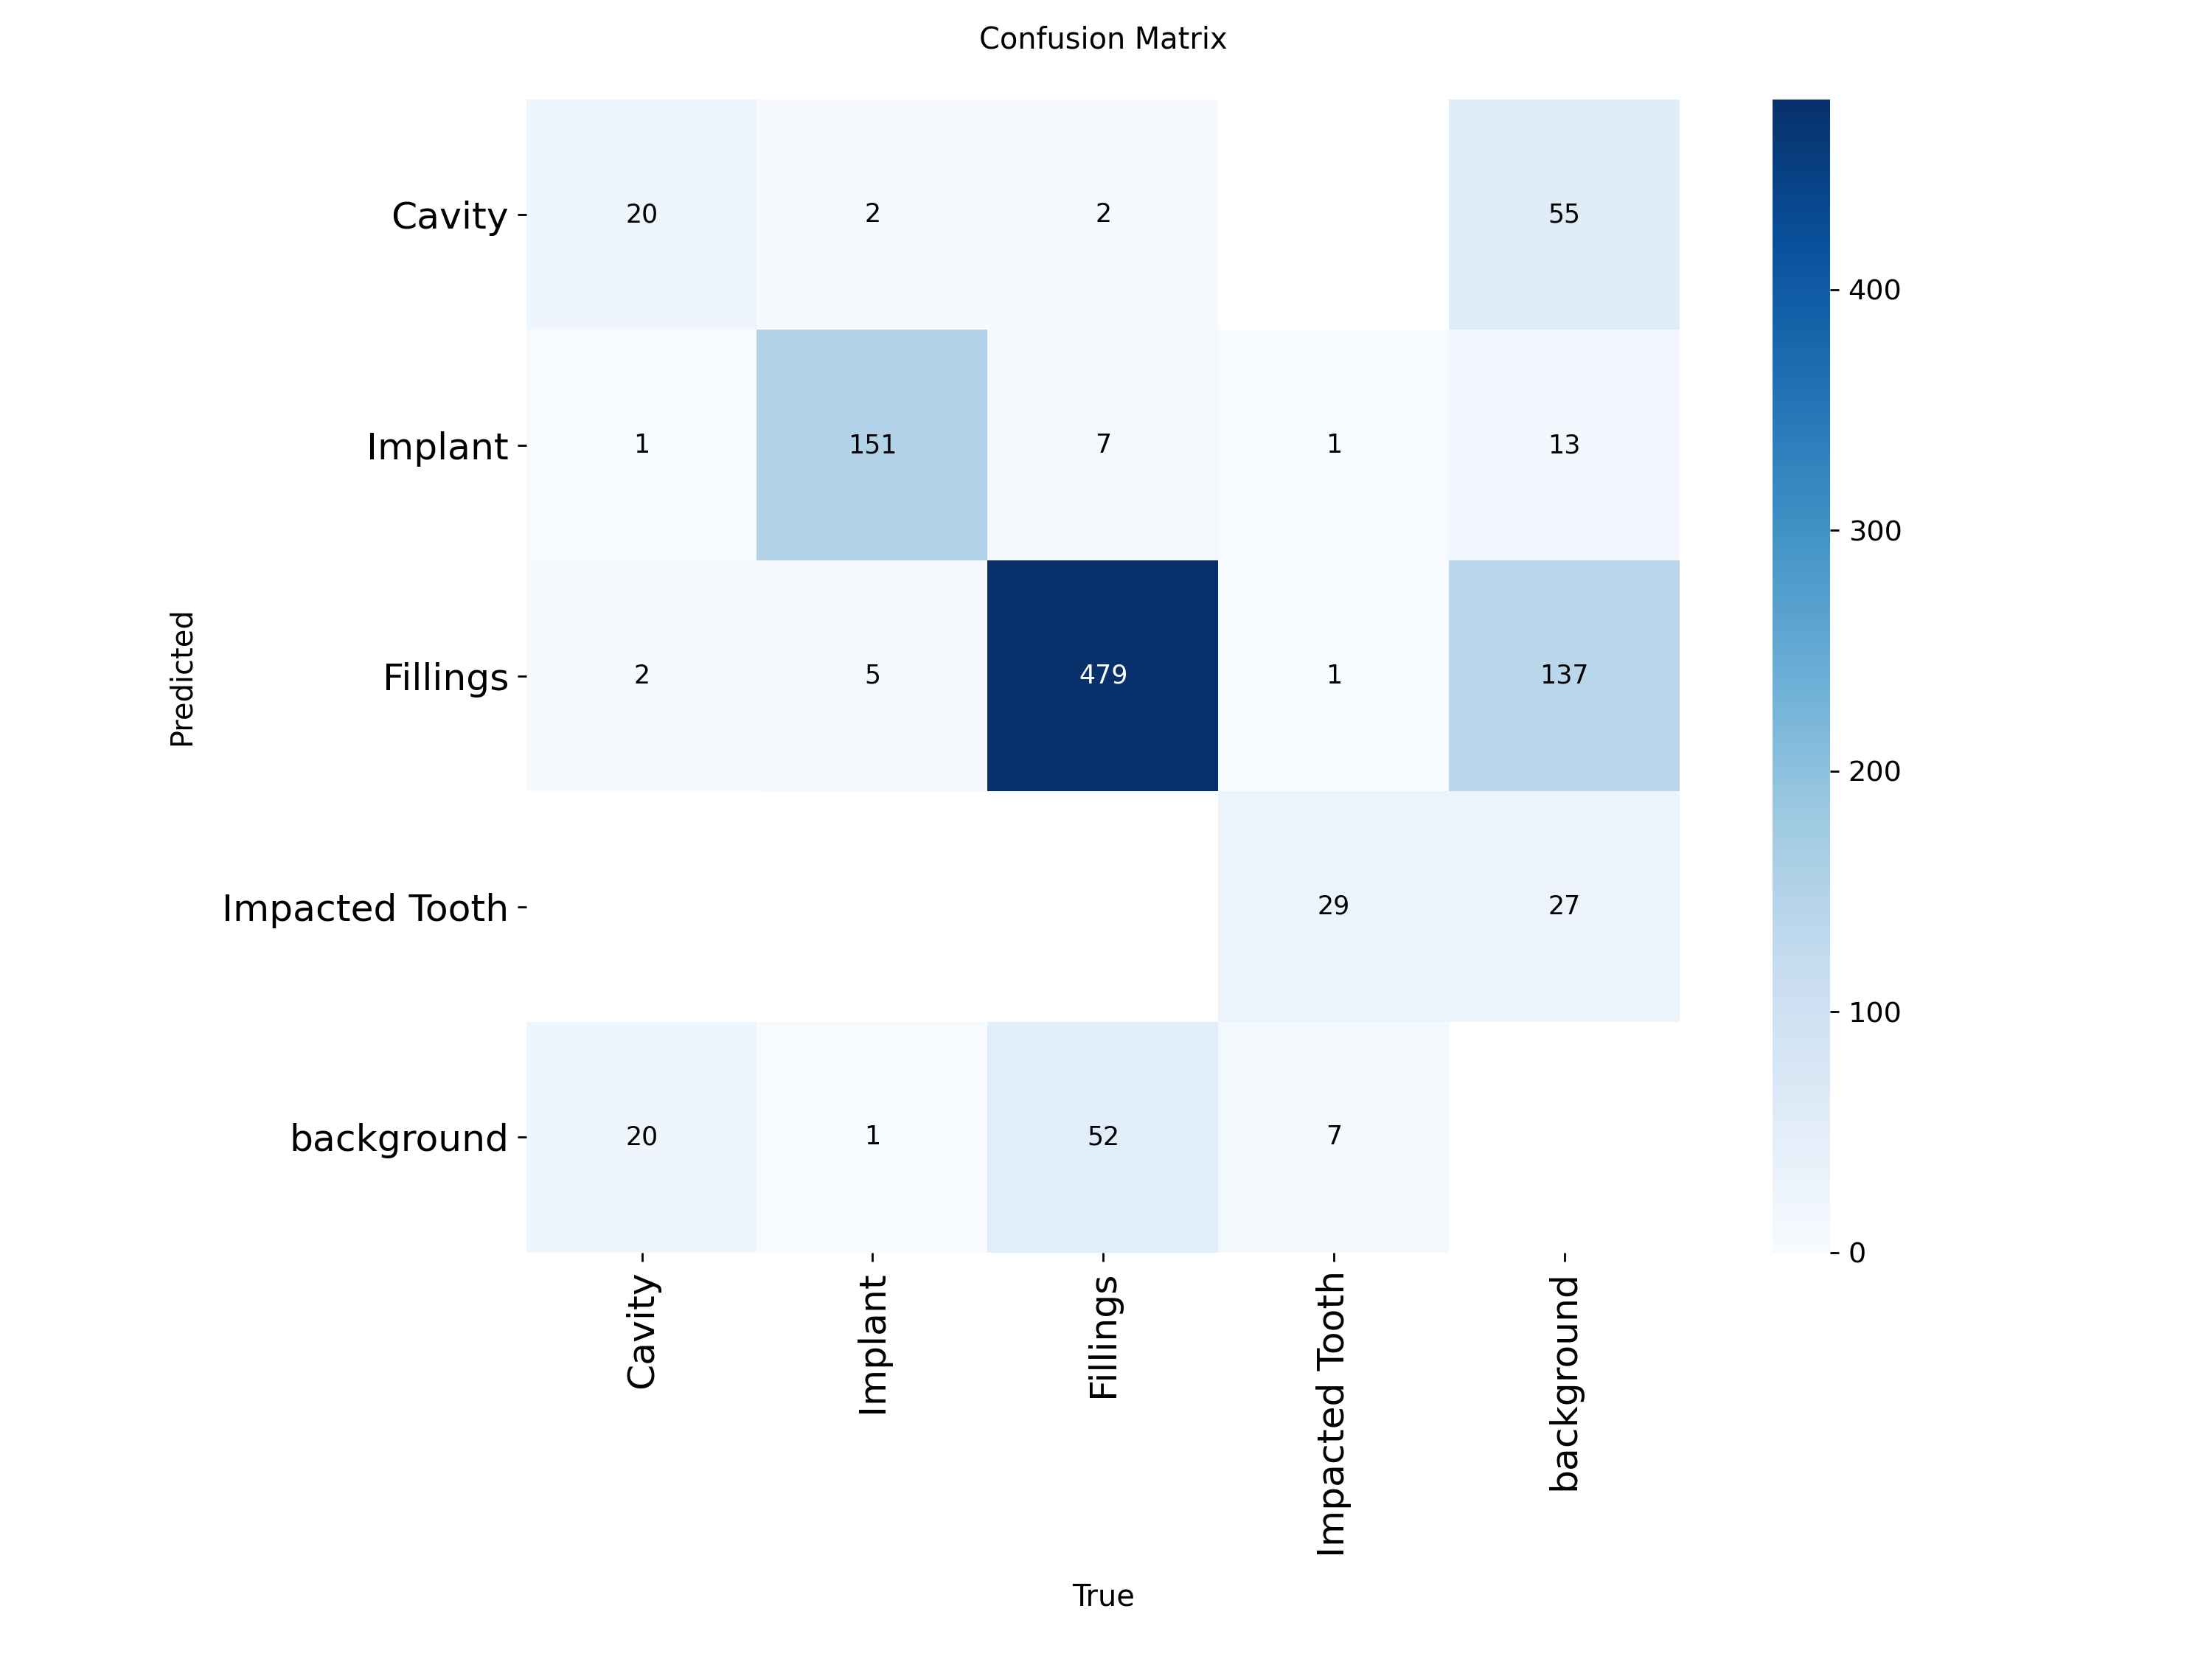 Confusion Matrix
Predicted
Cavity 20 2 2 55
Implant 1 151 7 1 13
Fillings 2 5 479 1 137
Impacted Tooth 29 27
background 20 1 52 7
Cavity Implant Fillings Impacted Tooth background
True
400
300
200
100
0